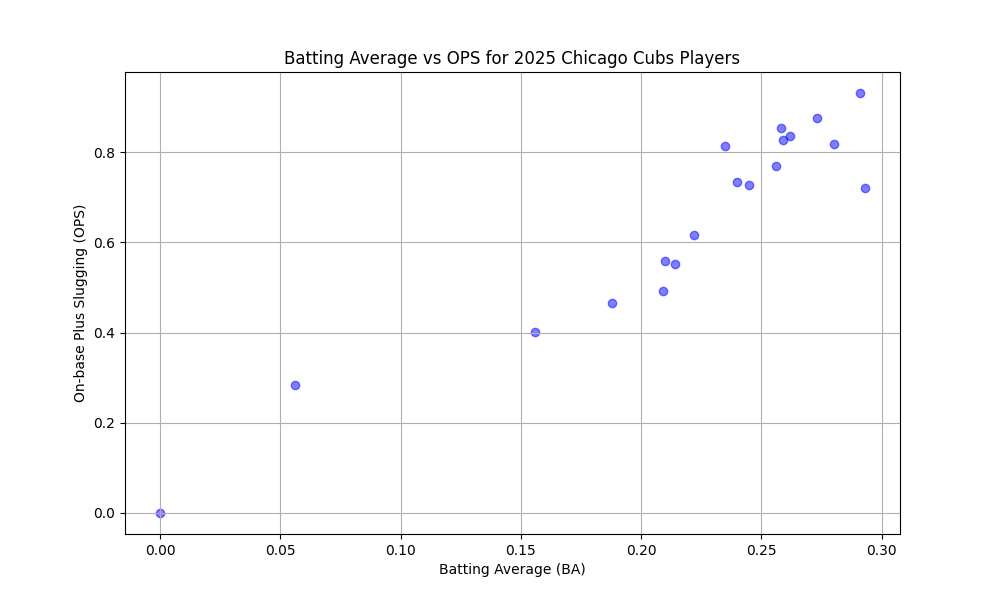 Batting Average vs OPS for 2025 Chicago Cubs Players
On-base Plus Slugging (OPS)
0.8
0.6
0.4
0.2
0.0
0.00 0.05 0.10 0.15 0.20 0.25 0.30
Batting Average (BA)